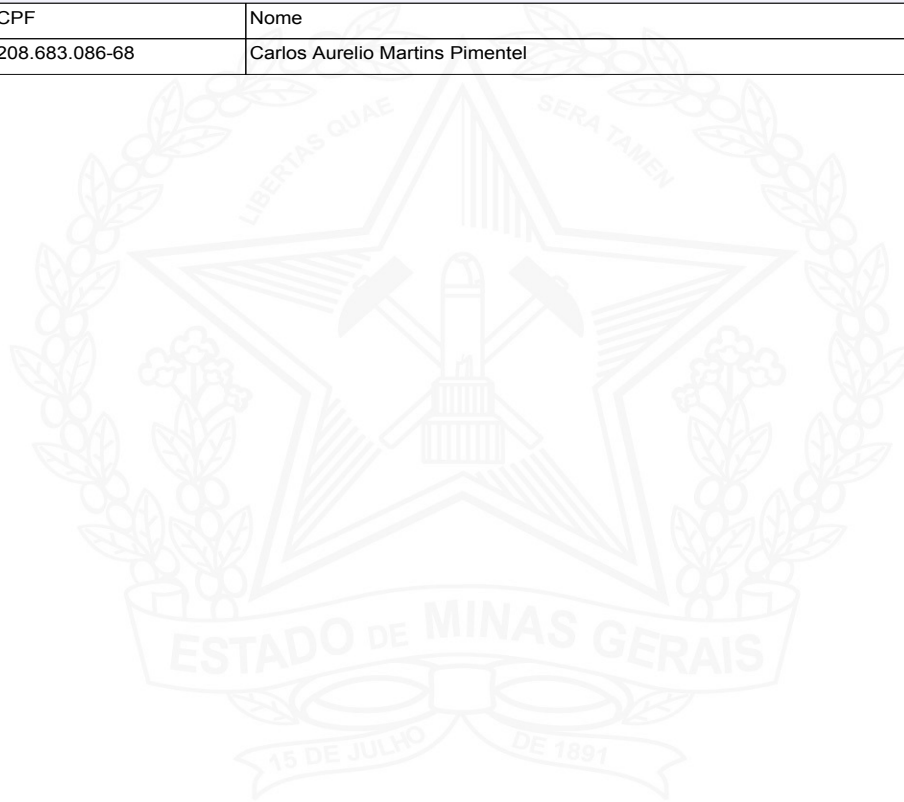 CPF Nome
208.683.086-68 Carlos Aurelio Martins Pimentel
LIBERTAS QUAE SERA TAMEN
ESTADO DE MINAS GERAIS
15 DE JULHO DE 1891